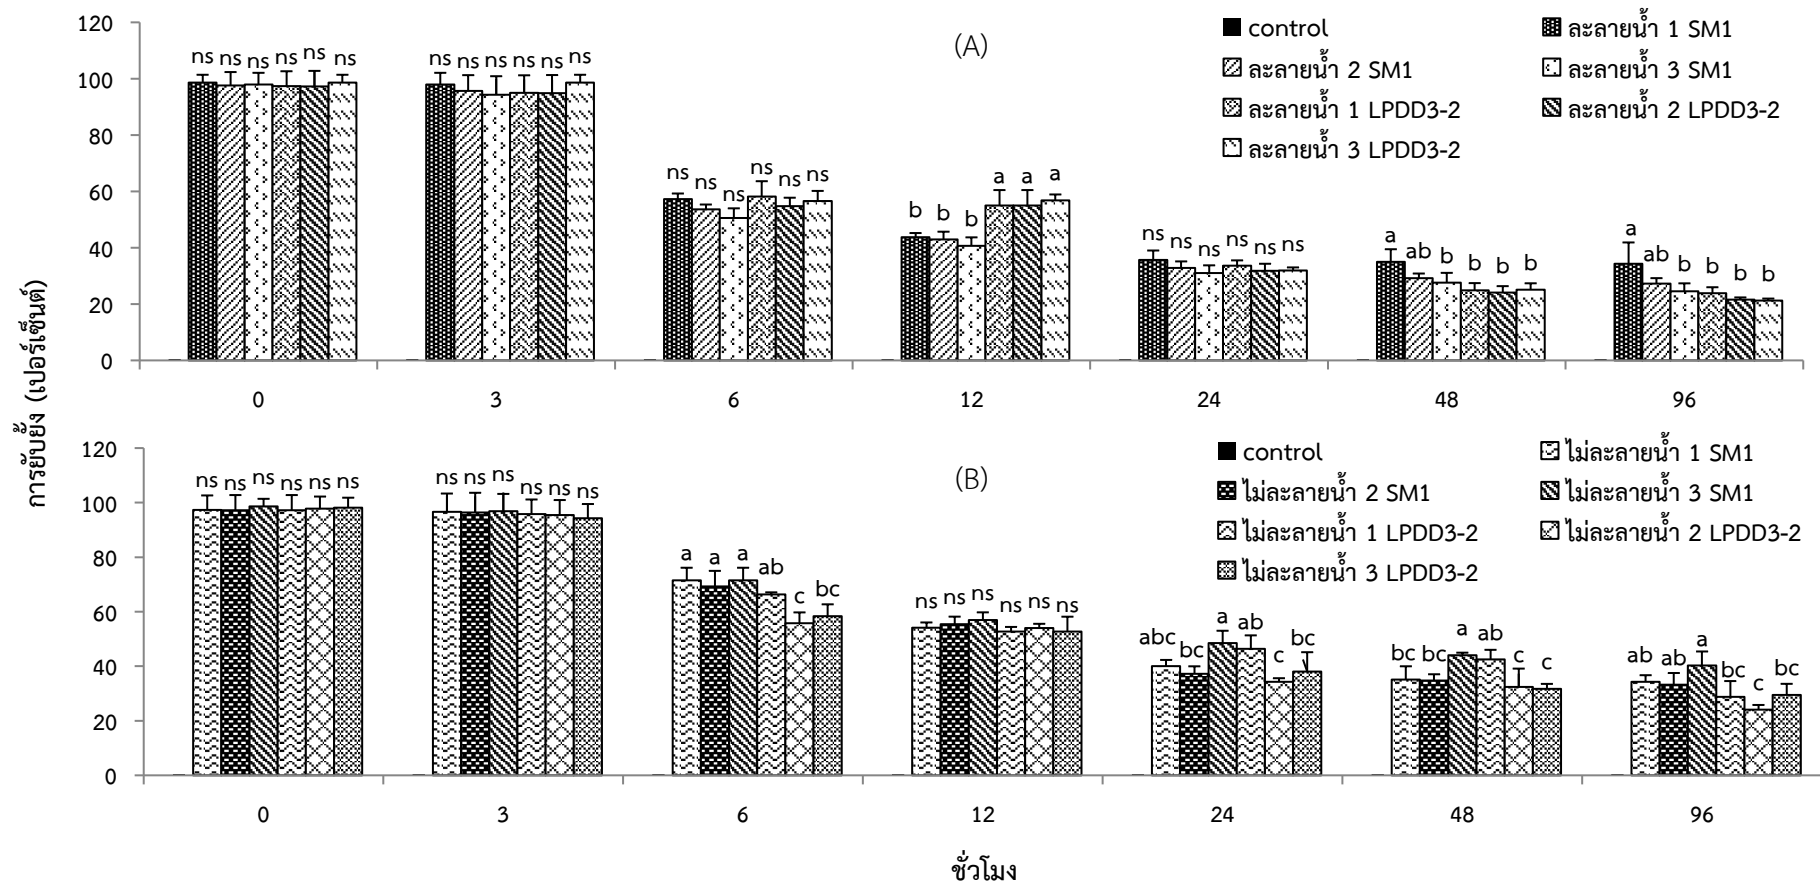 การยับยั้ง (เปอร์เซ็นต์)
(A)
control
ละลายน้ำ 1 SM1
ละลายน้ำ 2 SM1
ละลายน้ำ 3 SM1
ละลายน้ำ 1 LPDD3-2
ละลายน้ำ 2 LPDD3-2
ละลายน้ำ 3 LPDD3-2
120
100
80
60
40
20
0
ns ns ns ns ns ns
ns ns ns ns ns ns
ns ns ns ns ns ns
b b b a a a
ns ns ns ns ns ns
a ab b b b b
a ab b b b b
0 3 6 12 24 48 96
(B)
control
ไม่ละลายน้ำ 1 SM1
ไม่ละลายน้ำ 2 SM1
ไม่ละลายน้ำ 3 SM1
ไม่ละลายน้ำ 1 LPDD3-2
ไม่ละลายน้ำ 2 LPDD3-2
ไม่ละลายน้ำ 3 LPDD3-2
120
100
80
60
40
20
0
ns ns ns ns ns ns
ns ns ns ns ns ns
a a a ab c bc
ns ns ns ns ns ns
abc bc a ab c bc
bc bc a ab c c
ab ab a bc c bc
0 3 6 12 24 48 96
ชั่วโมง